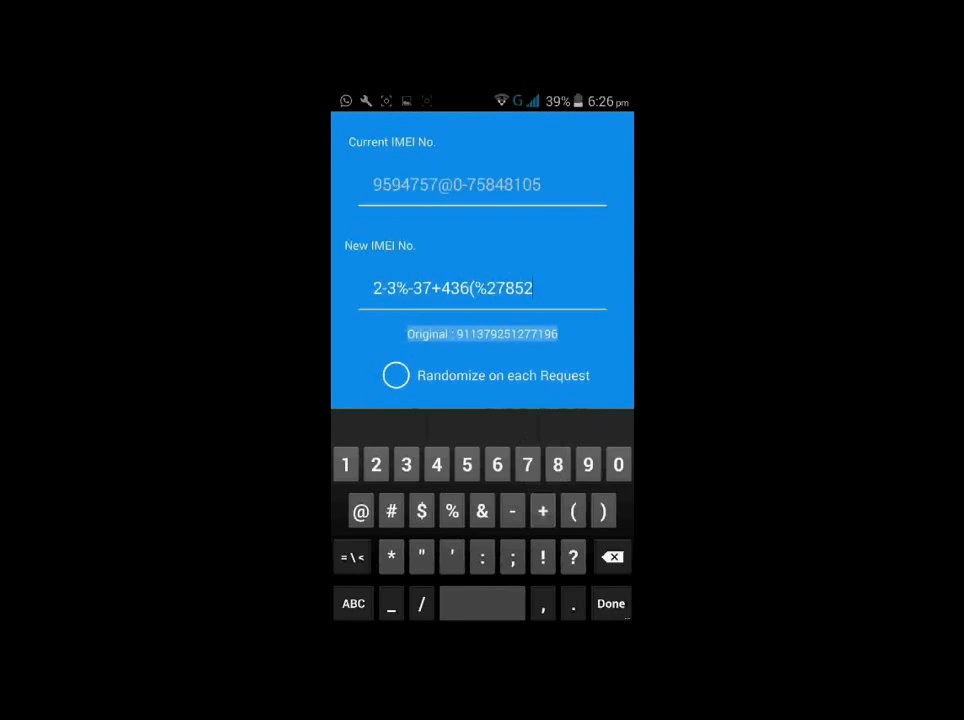 G 39% 6:26 pm
Current IMEI No.
9594757@0-75848105
New IMEI No.
2-3%-37+436(%27852
Original : 911379251277196
Randomize on each Request
1 2 3 4 5 6 7 8 9 0
@ # $ % & - + ( )
= \ < * " ' : ; ! ?
ABC _ / , . Done